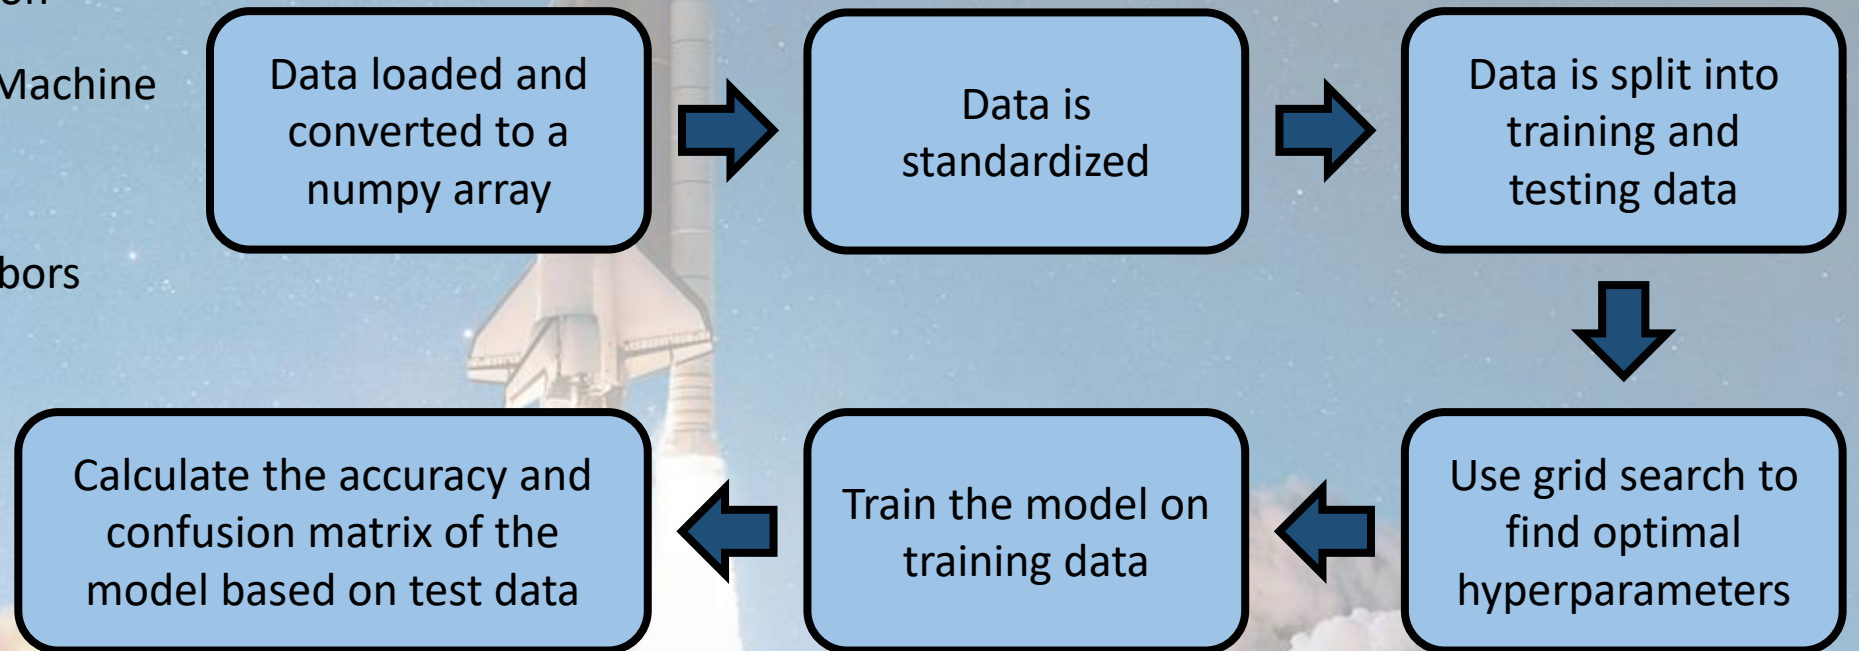 on
Machine
bors
Data loaded and
converted to a
numpy array
Data is
standardized
Data is split into
training and
testing data
Use grid search to
find optimal
hyperparameters
Train the model on
training data
Calculate the accuracy and
confusion matrix of the
model based on test data